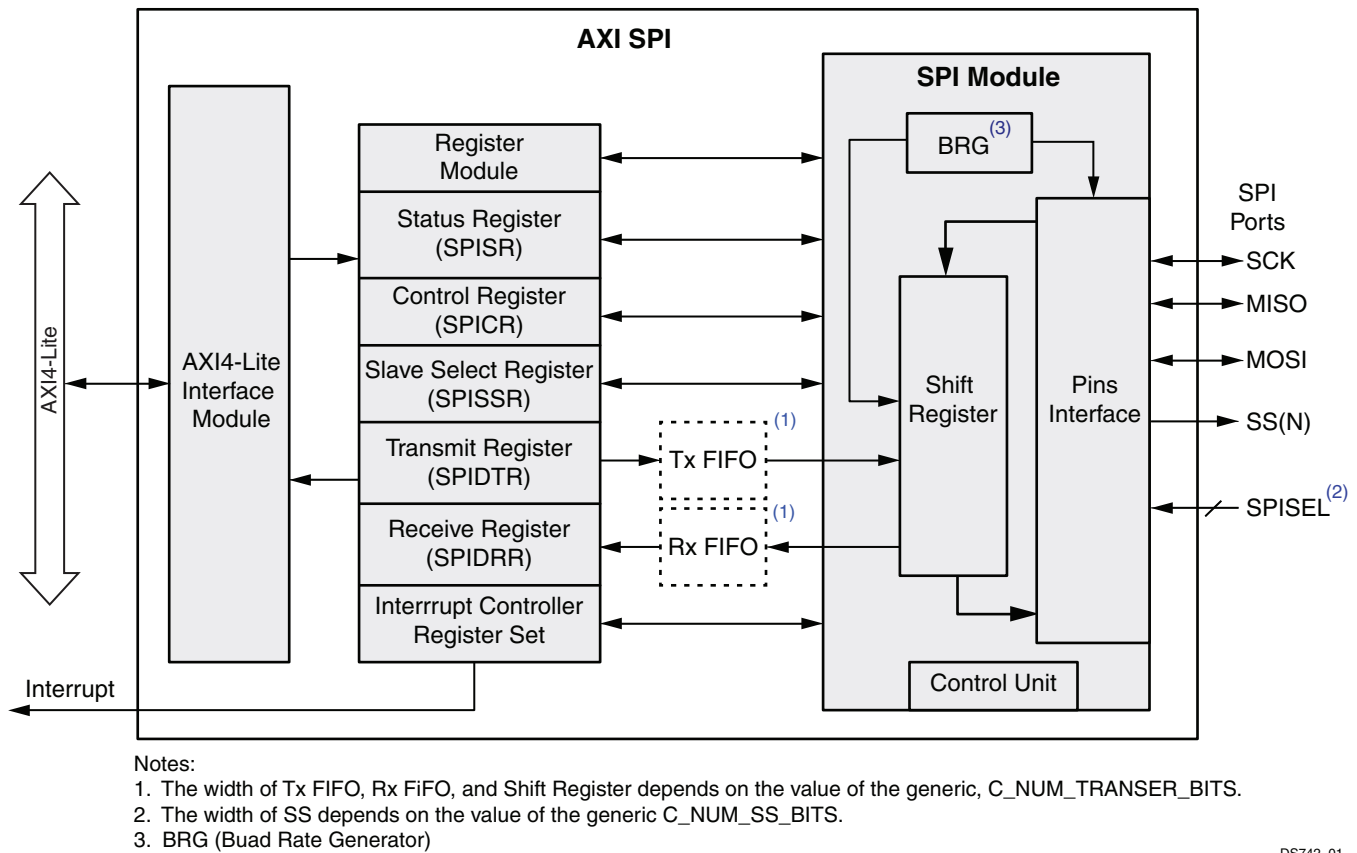 AXI SPI
SPI Module
BRG(3)
Register
Module
Status Register
(SPISR)
Control Register
(SPICR)
Slave Select Register
(SPISSR)
Transmit Register
(SPIDTR)
Receive Register
(SPIDRR)
Interrrupt Controller
Register Set
AXI4-Lite
AXI4-Lite
Interface
Module
Tx FIFO
(1)
Rx FIFO
(1)
Shift
Register
Pins
Interface
Control Unit
SPI
Ports
SCK
MISO
MOSI
SS(N)
SPISEL(2)
Interrupt
Notes:
1. The width of Tx FIFO, Rx FiFO, and Shift Register depends on the value of the generic, C_NUM_TRANSER_BITS.
2. The width of SS depends on the value of the generic C_NUM_SS_BITS.
3. BRG (Buad Rate Generator)